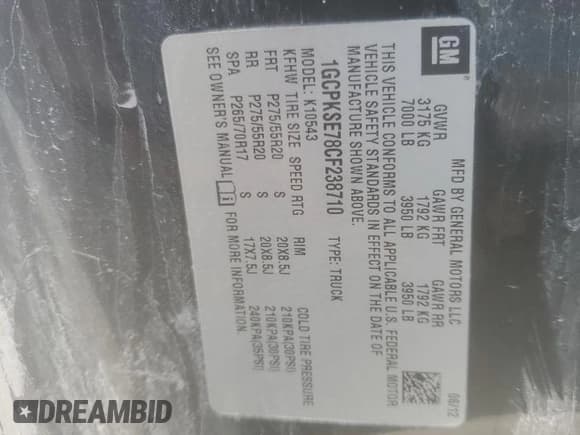 GM
®
MFD BY GENERAL MOTORS LLC
08/12
GVWR GAWR FRT GAWR RR
3175 KG 1792 KG 1792 KG
7000 LB 3950 LB 3950 LB
THIS VEHICLE CONFORMS TO ALL APPLICABLE U.S. FEDERAL MOTOR
VEHICLE SAFETY STANDARDS IN EFFECT ON THE DATE OF
MANUFACTURE SHOWN ABOVE.
1GCPKSE78CF238710 TYPE: TRUCK
MODEL: K10543
KFHW TIRE SIZE SPEED RTG RIM COLD TIRE PRESSURE
FRT P275/55R20 S 20X8.5J 210KPA(30PSI)
RR P275/55R20 S 20X8.5J 210KPA(30PSI)
SPA P265/70R17 S 17X7.5J 240KPA(35PSI)
SEE OWNER'S MANUAL FOR MORE INFORMATION.
DREAMBID